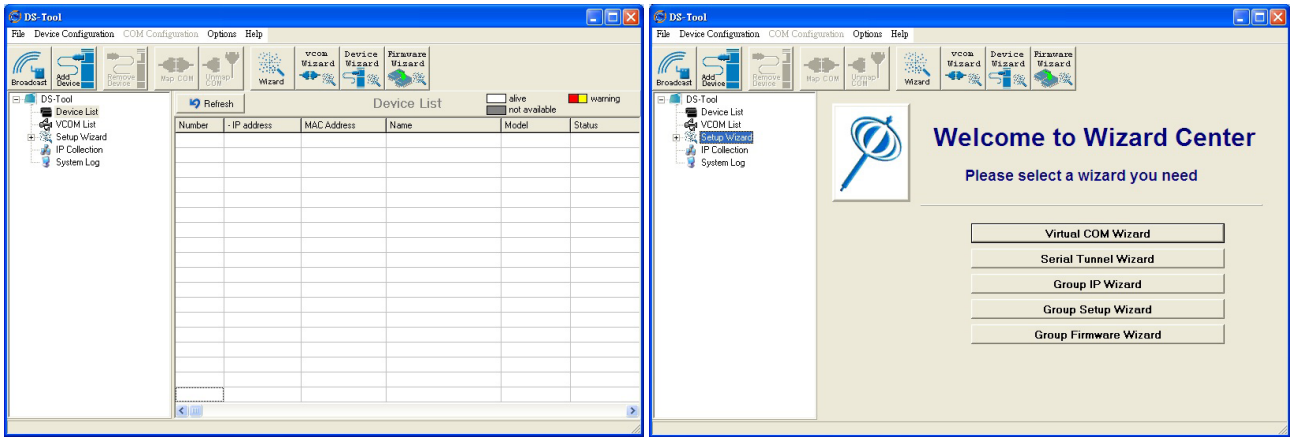 DS-Tool
File Device Configuration COM Configuration Options Help
Broadcast Add Device Remove Device Map COM Unmap COM Wizard vcom Wizard Device Wizard Firmware Wizard
DS-Tool
Device List
VCOM List
Setup Wizard
IP Collection
System Log
Refresh Device List alive warning
not available
Number - IP address MAC Address Name Model Status
DS-Tool
File Device Configuration COM Configuration Options Help
Broadcast Add Device Remove Device Map COM Unmap COM Wizard vcom Wizard Device Wizard Firmware Wizard
DS-Tool
Device List
VCOM List
Setup Wizard
IP Collection
System Log
Welcome to Wizard Center
Please select a wizard you need
Virtual COM Wizard
Serial Tunnel Wizard
Group IP Wizard
Group Setup Wizard
Group Firmware Wizard